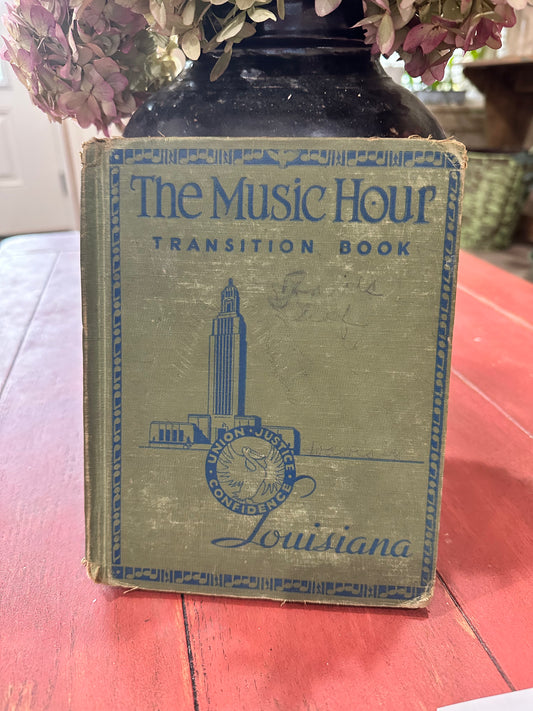 The Music Hour
TRANSITION BOOK
UNION · JUSTICE
CONFIDENCE
Louisiana